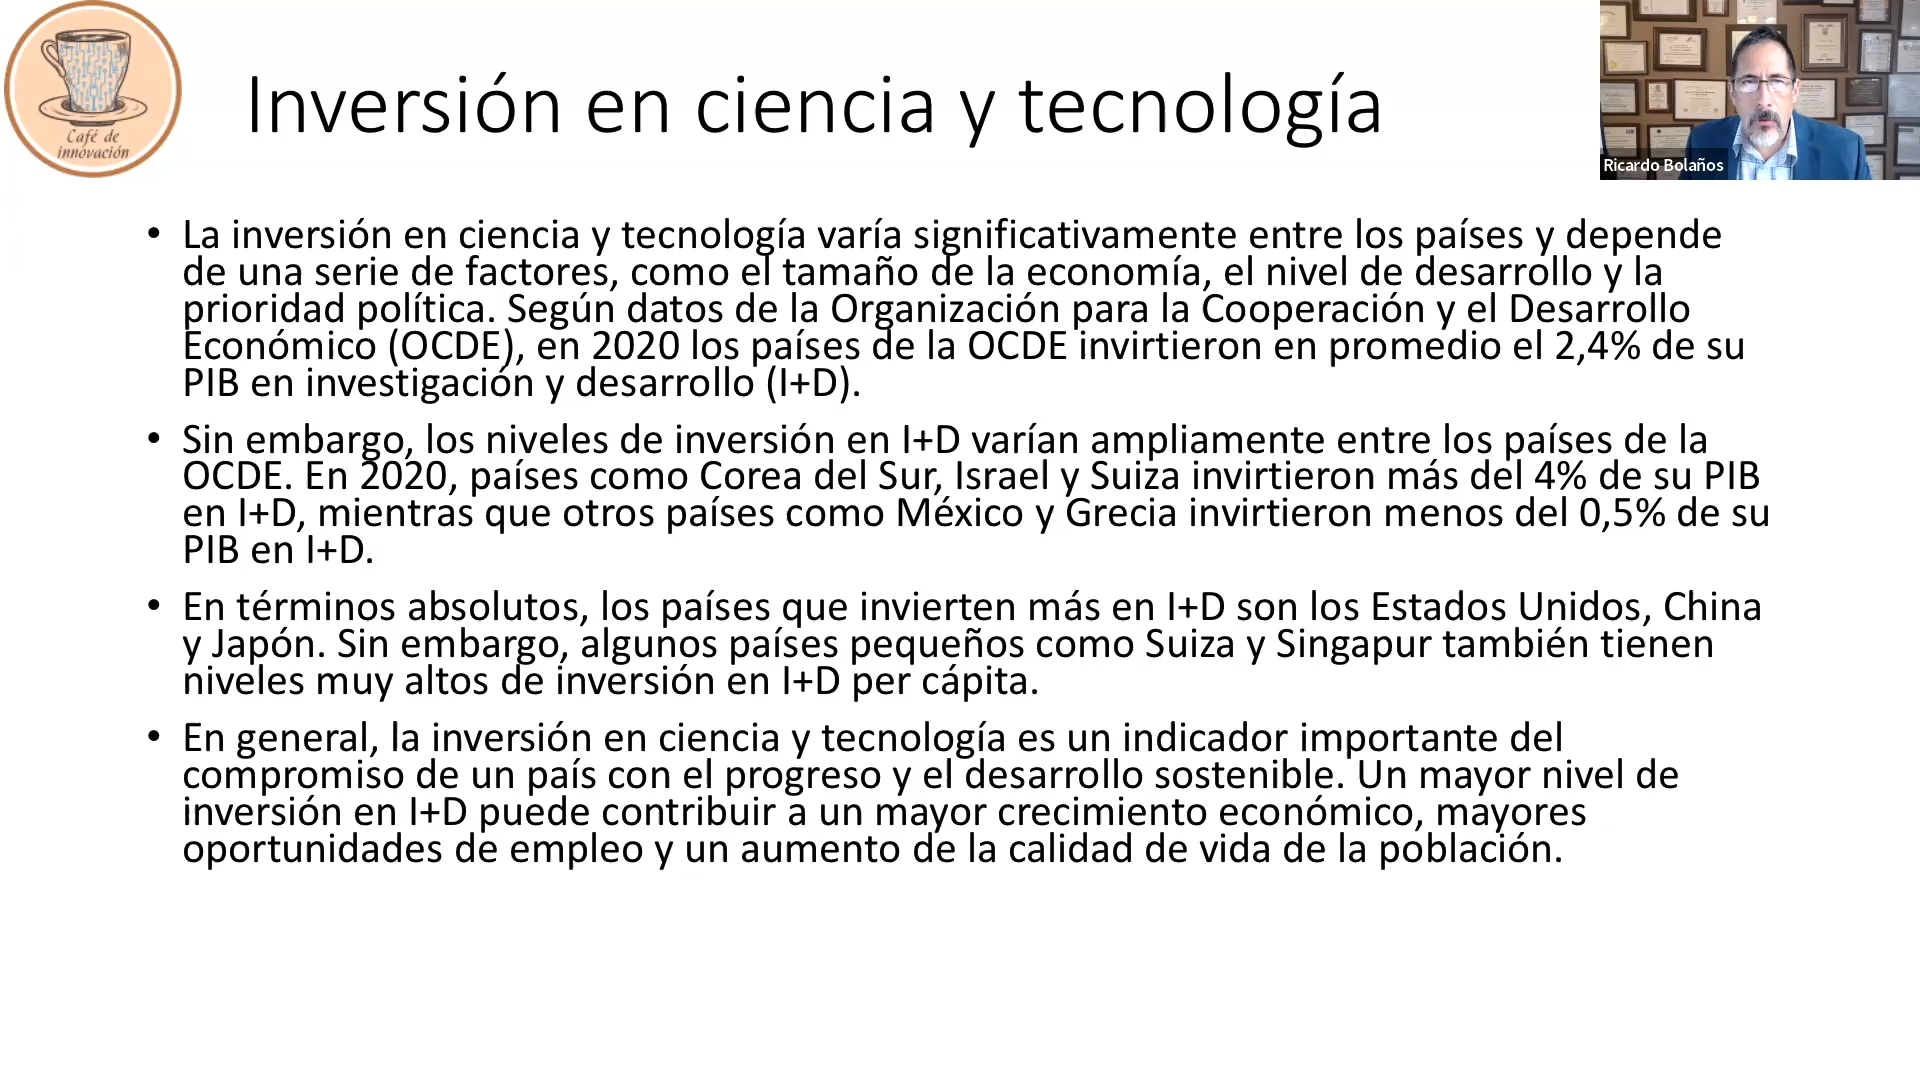 Café de
innovación
Inversión en ciencia y tecnología
Ricardo Bolaños
• La inversión en ciencia y tecnología varía significativamente entre los países y depende
de una serie de factores, como el tamaño de la economía, el nivel de desarrollo y la
prioridad política. Según datos de la Organización para la Cooperación y el Desarrollo
Económico (OCDE), en 2020 los países de la OCDE invirtieron en promedio el 2,4% de su
PIB en investigación y desarrollo (I+D).
• Sin embargo, los niveles de inversión en I+D varían ampliamente entre los países de la
OCDE. En 2020, países como Corea del Sur, Israel y Suiza invirtieron más del 4% de su PIB
en I+D, mientras que otros países como México y Grecia invirtieron menos del 0,5% de su
PIB en I+D.
• En términos absolutos, los países que invierten más en I+D son los Estados Unidos, China
y Japón. Sin embargo, algunos países pequeños como Suiza y Singapur también tienen
niveles muy altos de inversión en I+D per cápita.
• En general, la inversión en ciencia y tecnología es un indicador importante del
compromiso de un país con el progreso y el desarrollo sostenible. Un mayor nivel de
inversión en I+D puede contribuir a un mayor crecimiento económico, mayores
oportunidades de empleo y un aumento de la calidad de vida de la población.